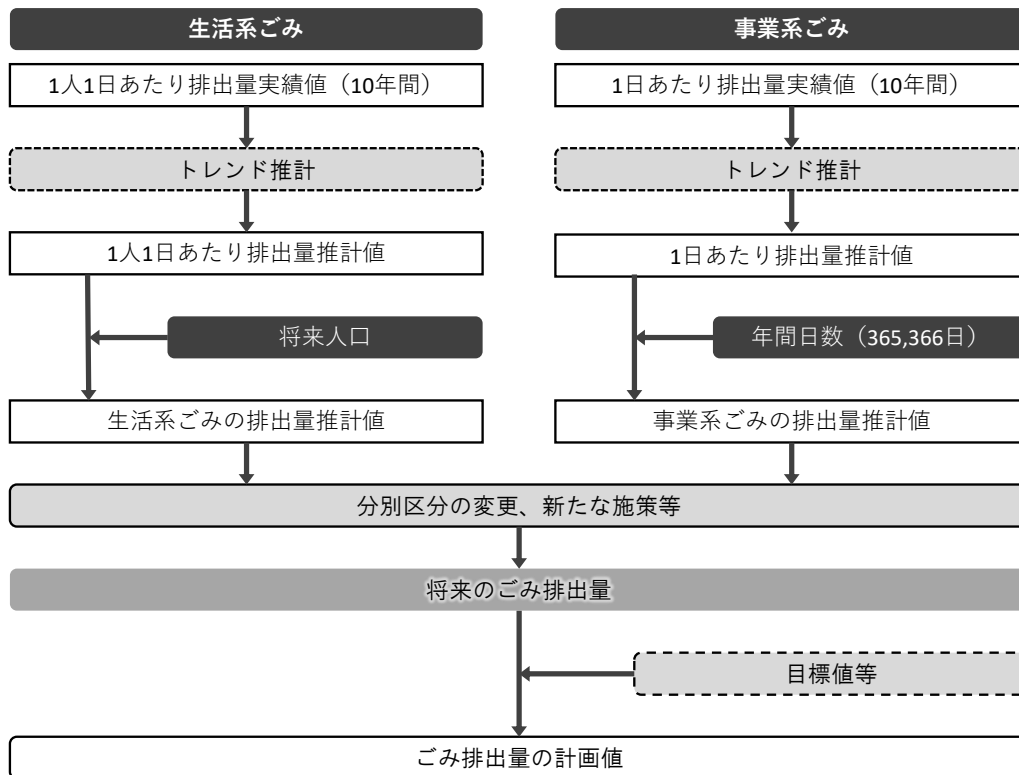 生活系ごみ
事業系ごみ
1人1日あたり排出量実績値（10年間）
1日あたり排出量実績値（10年間）
トレンド推計
トレンド推計
1人1日あたり排出量推計値
1日あたり排出量推計値
将来人口
年間日数（365,366日）
生活系ごみの排出量推計値
事業系ごみの排出量推計値
分別区分の変更、新たな施策等
将来のごみ排出量
目標値等
ごみ排出量の計画値